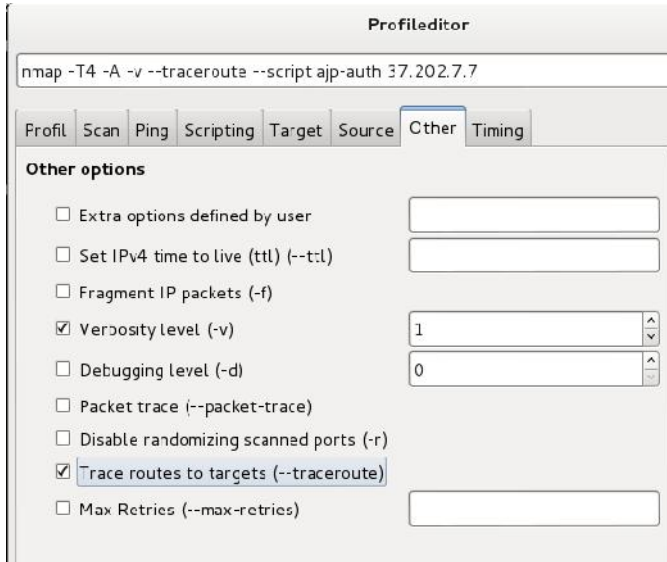 Profileditor
nmap -T4 -A -v --traceroute --script ajp-auth 37.202.7.7
Profil Scan Ping Scripting Target Source Other Timing
Other options
Extra options defined by user
Set IPv4 time to live (ttl) (--ttl)
Fragment IP packets (-f)
Verbosity level (-v) 1
Debugging level (-d) 0
Packet trace (--packet-trace)
Disable randomizing scanned ports (-r)
Trace routes to targets (--traceroute)
Max Retries (--max-retries)